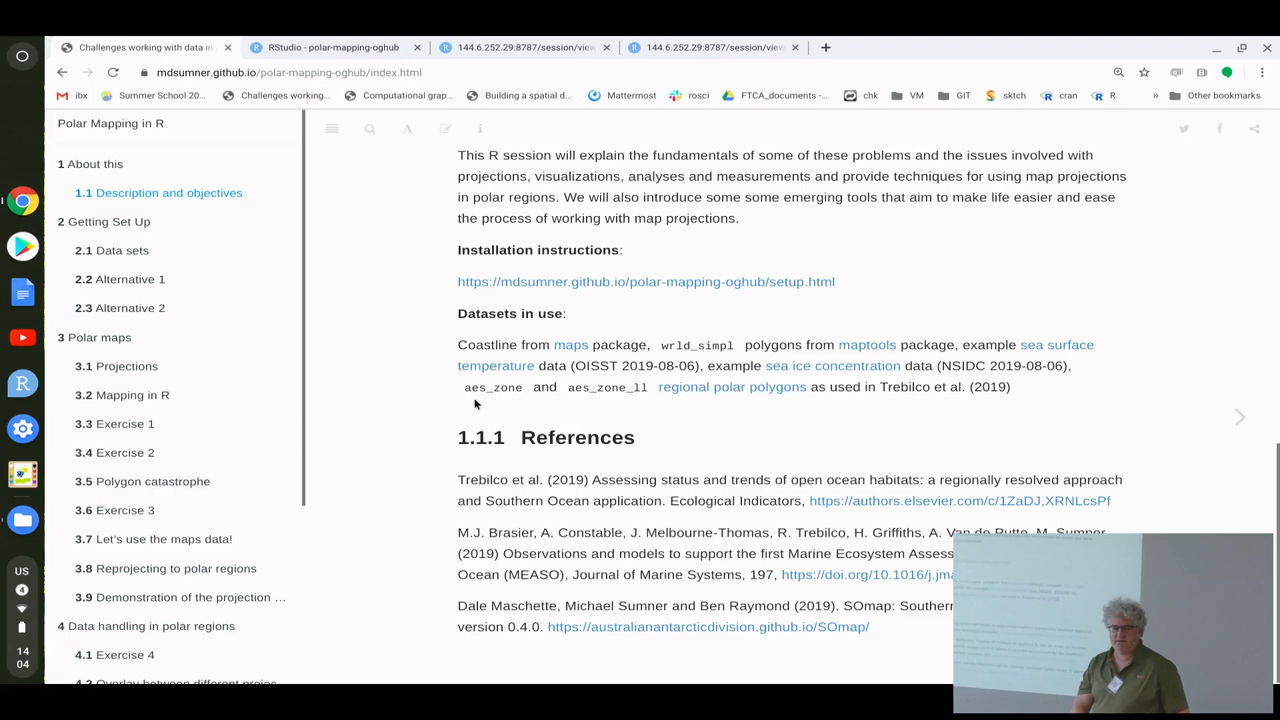 Challenges working with data in
RStudio - polar-mapping-oghub
144.6.252.29:8787/session/view
144.6.252.29:8787/session/view
mdsumner.github.io/polar-mapping-oghub/index.html
ibx
Summer School 20...
Challenges working...
Computational grap...
Building a spatial d...
Mattermost
rosci
FTCA_documents -...
chk
VM
GIT
sktch
cran
R
»
Other bookmarks
Polar Mapping in R
1 About this
1.1 Description and objectives
2 Getting Set Up
2.1 Data sets
2.2 Alternative 1
2.3 Alternative 2
3 Polar maps
3.1 Projections
3.2 Mapping in R
3.3 Exercise 1
3.4 Exercise 2
3.5 Polygon catastrophe
3.6 Exercise 3
3.7 Let's use the maps data!
3.8 Reprojecting to polar regions
3.9 Demonstration of the projection ...
4 Data handling in polar regions
4.1 Exercise 4
4.2 Overlay between different projec...
This R session will explain the fundamentals of some of these problems and the issues involved with
projections, visualizations, analyses and measurements and provide techniques for using map projections
in polar regions. We will also introduce some some emerging tools that aim to make life easier and ease
the process of working with map projections.
Installation instructions:
https://mdsumner.github.io/polar-mapping-oghub/setup.html
Datasets in use:
Coastline from maps package, wrld_simpl polygons from maptools package, example sea surface
temperature data (OISST 2019-08-06), example sea ice concentration data (NSIDC 2019-08-06),
aes_zone and aes_zone_ll regional polar polygons as used in Trebilco et al. (2019)
1.1.1 References
Trebilco et al. (2019) Assessing status and trends of open ocean habitats: a regionally resolved approach
and Southern Ocean application. Ecological Indicators, https://authors.elsevier.com/c/1ZaDJ,XRNLcsPf
M.J. Brasier, A. Constable, J. Melbourne-Thomas, R. Trebilco, H. Griffiths, A. Van de Putte, M. Sumner
(2019) Observations and models to support the first Marine Ecosystem Assess
Ocean (MEASO), Journal of Marine Systems, 197, https://doi.org/10.1016/j.jma
Dale Maschette, Michael Sumner and Ben Raymond (2019). SOmap: Southern
version 0.4.0. https://australianantarcticdivision.github.io/SOmap/
US
4
14
04